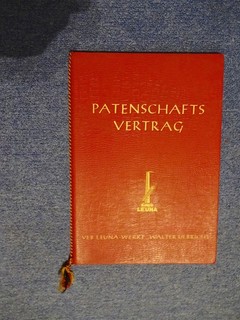 PATENSCHAFTS
VERTRAG
LEUNA
VEB LEUNA-WERKE „WALTER ULBRICHT"